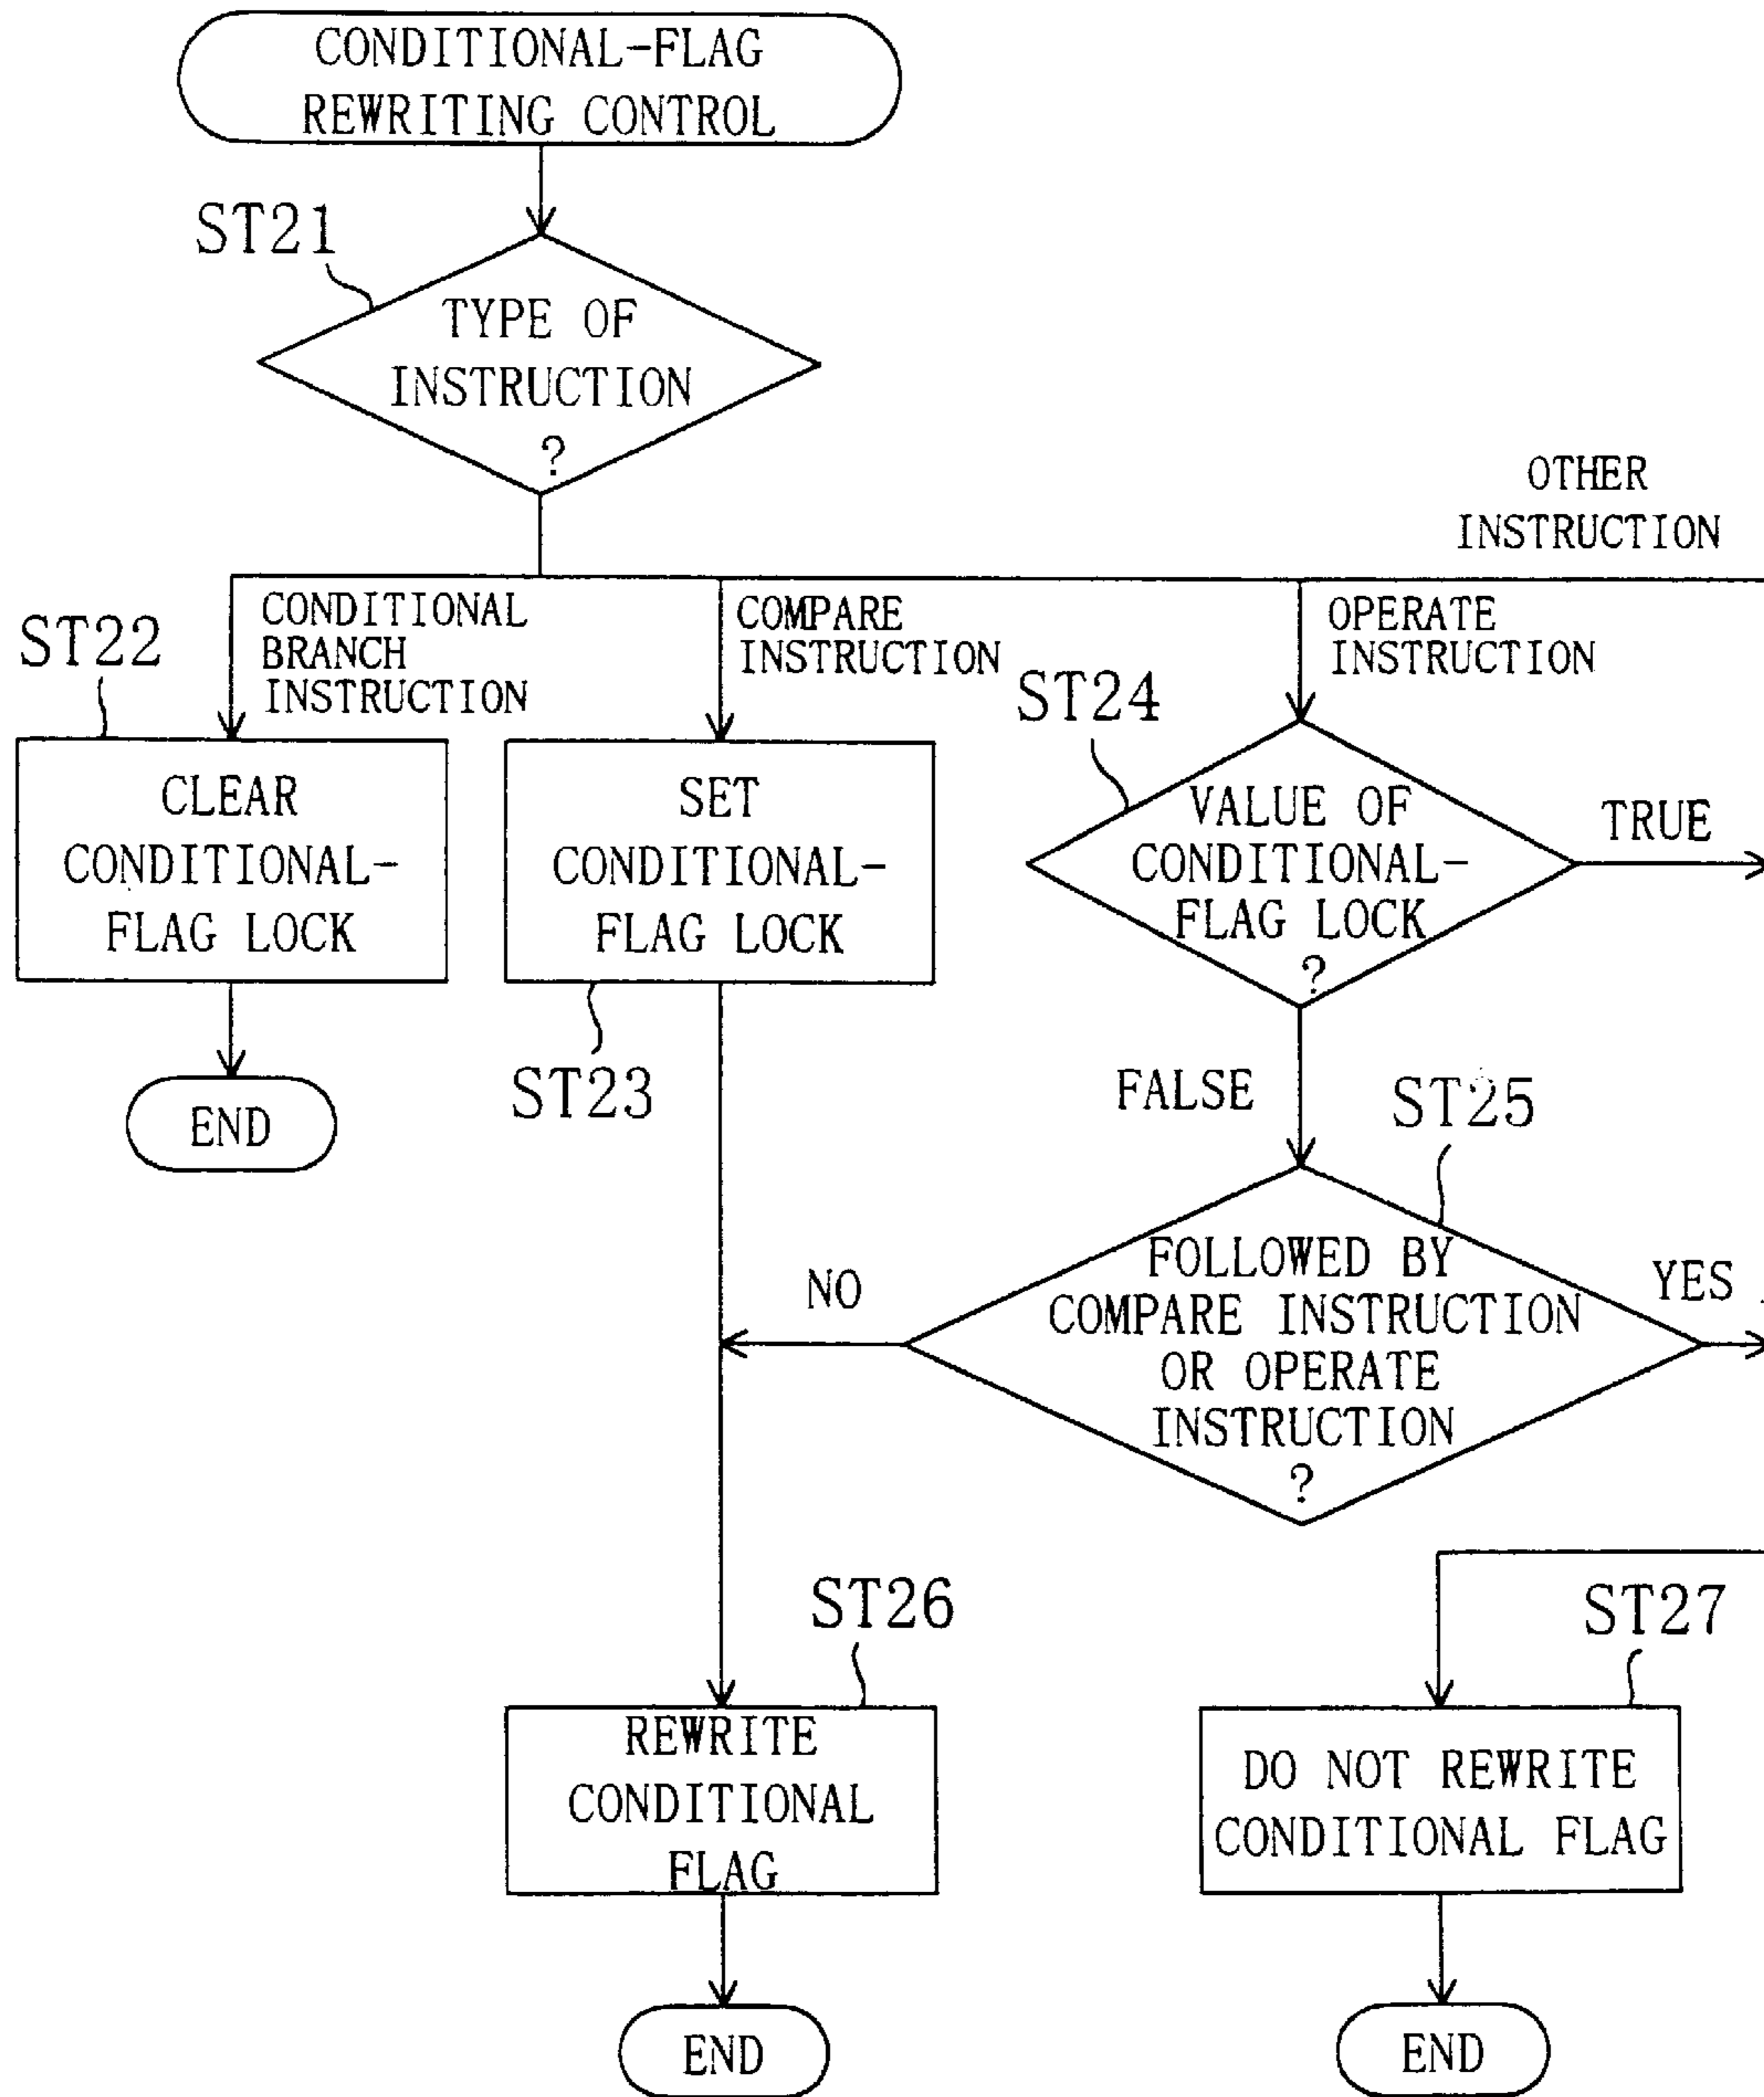 CONDITIONAL-FLAG
REWRITING CONTROL
ST21
TYPE OF
INSTRUCTION
?
OTHER
INSTRUCTION
ST22
CONDITIONAL
BRANCH
INSTRUCTION
COMPARE
INSTRUCTION
OPERATE
INSTRUCTION
CLEAR
CONDITIONAL-
FLAG LOCK
SET
CONDITIONAL-
FLAG LOCK
ST24
VALUE OF
CONDITIONAL-
FLAG LOCK
?
TRUE
END
ST23
FALSE
ST25
FOLLOWED BY
COMPARE INSTRUCTION
OR OPERATE
INSTRUCTION
?
NO
YES
ST26
ST27
REWRITE
CONDITIONAL
FLAG
DO NOT REWRITE
CONDITIONAL FLAG
END
END